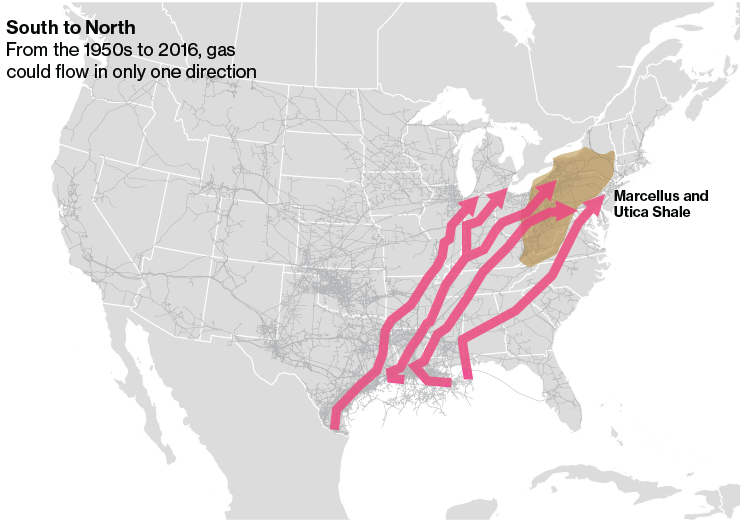 South to North
From the 1950s to 2016, gas
could flow in only one direction
Marcellus and
Utica Shale